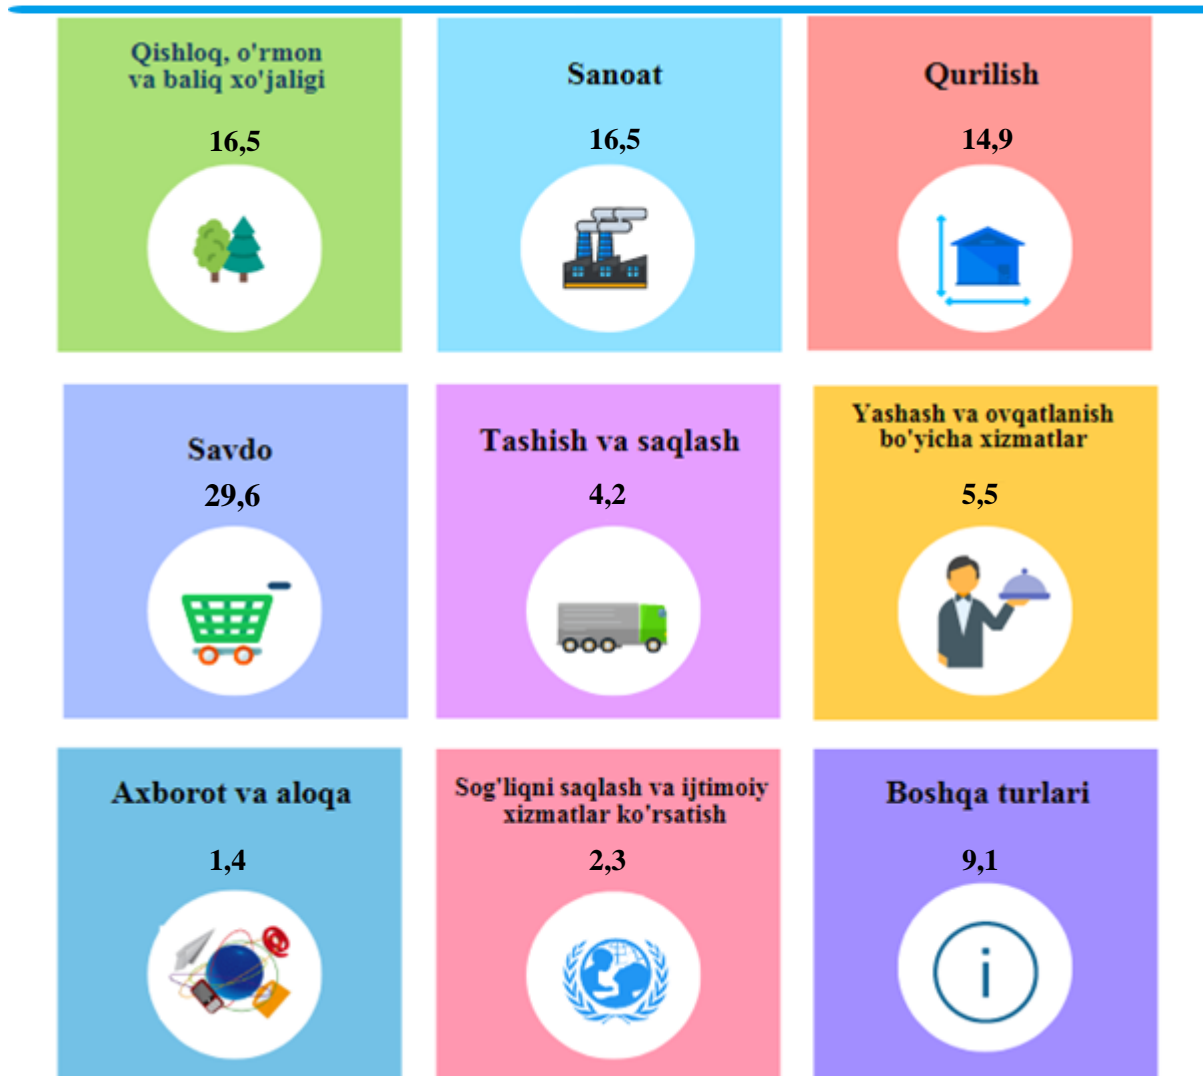 Qishloq, o'rmon
va baliq xo'jaligi
16,5
Sanoat
16,5
Qurilish
14,9
Savdo
29,6
Tashish va saqlash
4,2
Yashash va ovqatlanish
bo'yicha xizmatlar
5,5
Axborot va aloqa
1,4
Sog'liqni saqlash va ijtimoiy
xizmatlar ko'rsatish
2,3
Boshqa turlari
9,1
i